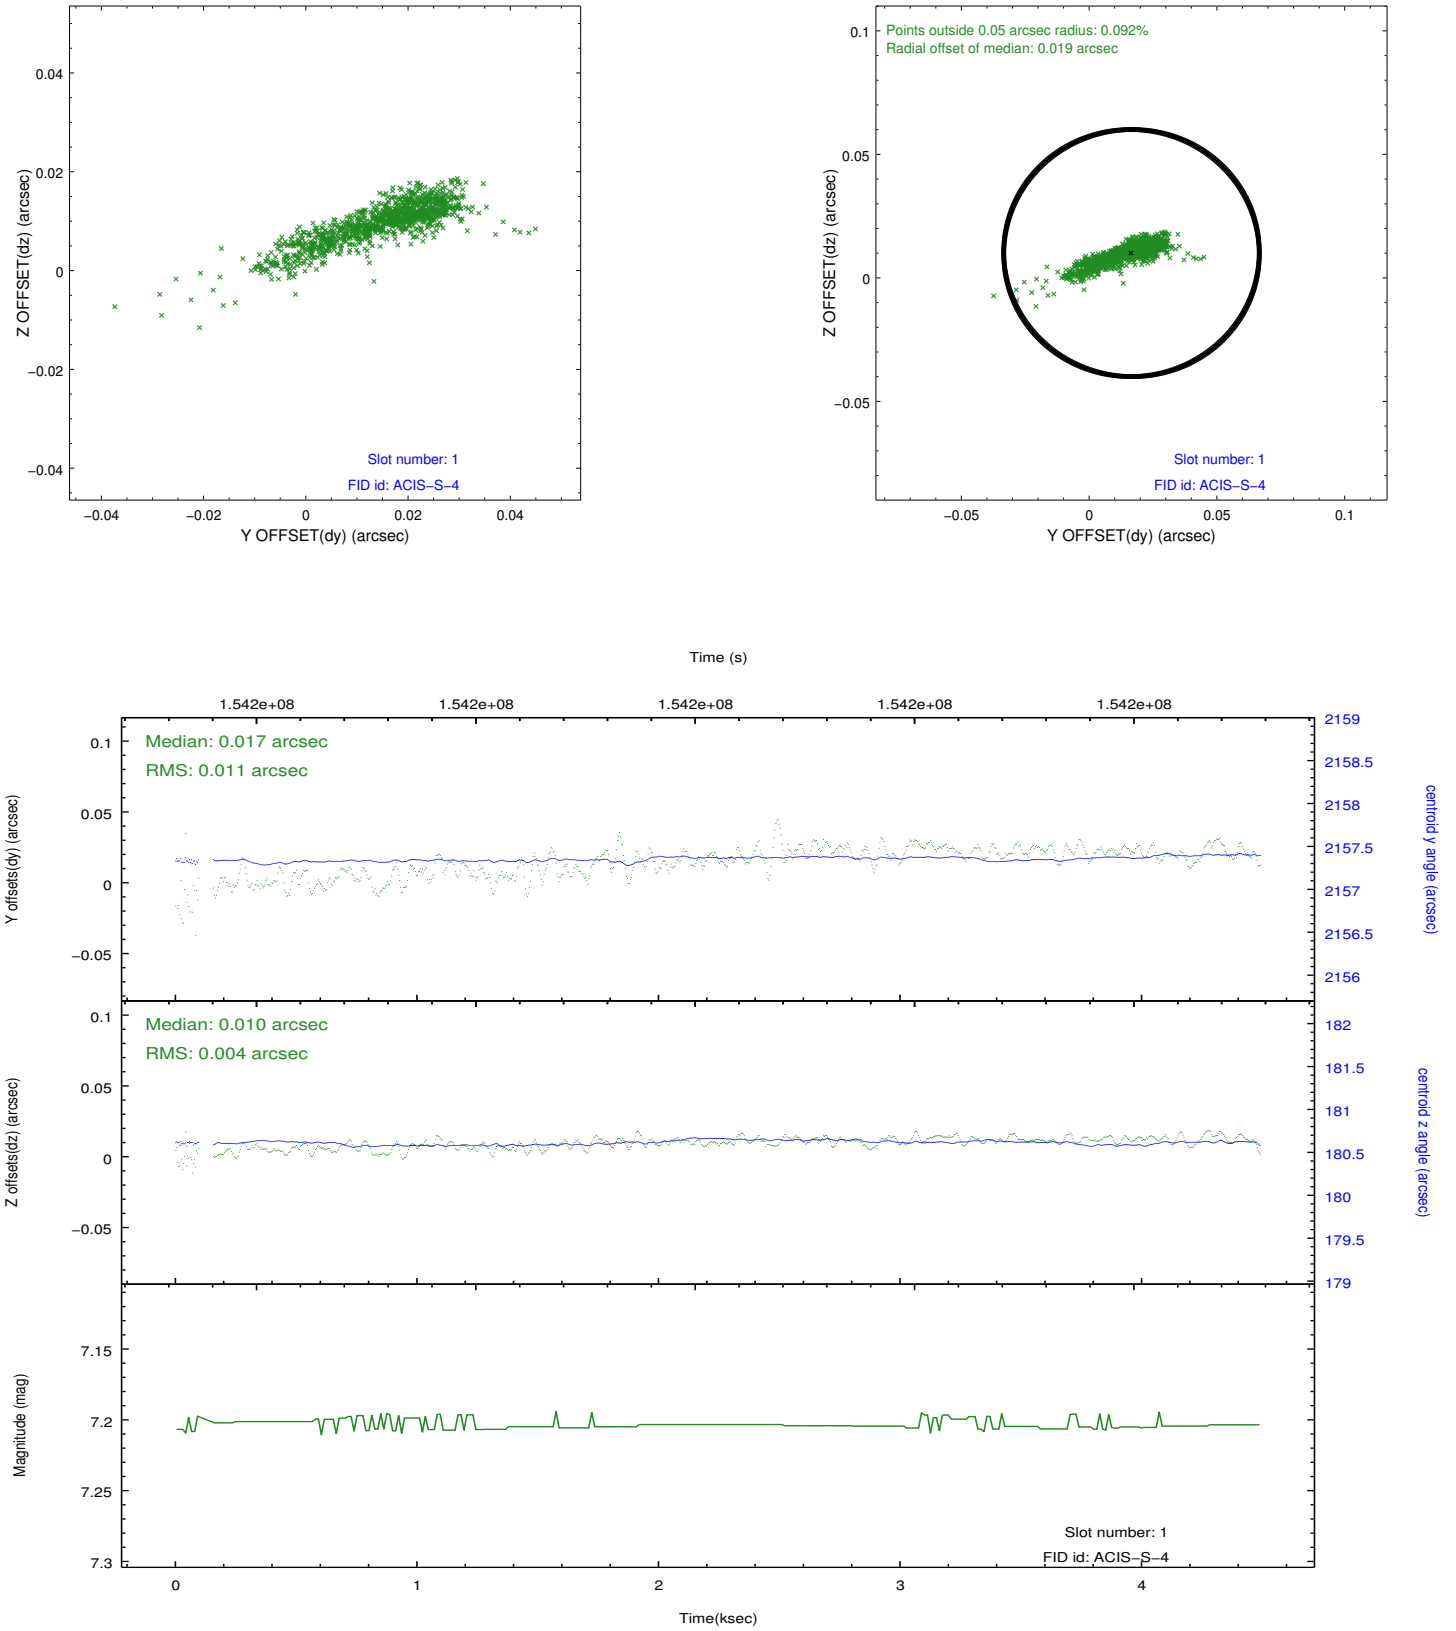 0.04
0.02
0
−0.02
−0.04
−0.04
−0.02
0
0.02
0.04
Z OFFSET(dz) (arcsec)
Y OFFSET(dy) (arcsec)
Slot number: 1
FID id: ACIS−S−4
Points outside 0.05 arcsec radius: 0.092%
Radial offset of median: 0.019 arcsec
0.1
0.05
0
−0.05
−0.05
0
0.05
0.1
Z OFFSET(dz) (arcsec)
Y OFFSET(dy) (arcsec)
Slot number: 1
FID id: ACIS−S−4
Time (s)
1.542e+08
1.542e+08
1.542e+08
1.542e+08
1.542e+08
Median: 0.017 arcsec
RMS: 0.011 arcsec
0.1
0.05
0
−0.05
Y offsets(dy) (arcsec)
2159
2158.5
2158
2157.5
2157
2156.5
2156
centroid y angle (arcsec)
Median: 0.010 arcsec
RMS: 0.004 arcsec
0.1
0.05
0
−0.05
Z offsets(dz) (arcsec)
182
181.5
181
180.5
180
179.5
179
centroid z angle (arcsec)
7.15
7.2
7.25
7.3
Magnitude (mag)
Slot number: 1
FID id: ACIS−S−4
0
1
2
3
4
Time(ksec)